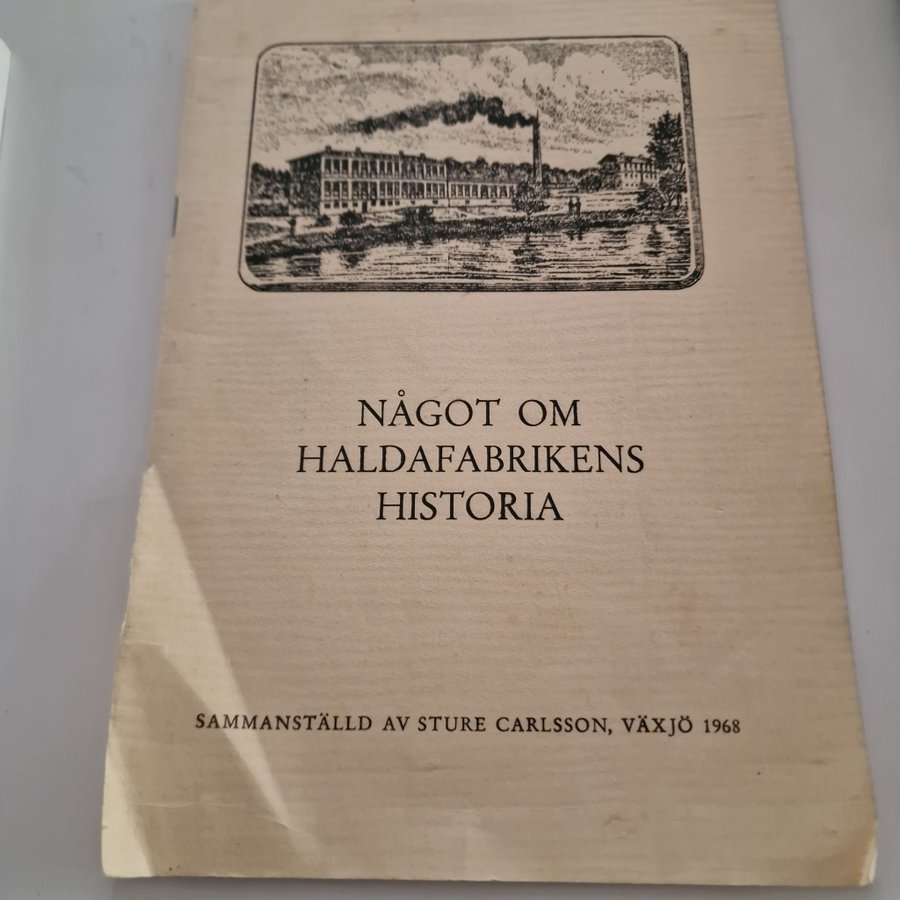 NÅGOT OM
HALDAFABRIKENS
HISTORIA
SAMMANSTÄLLD AV STURE CARLSSON, VÄXJÖ 1968